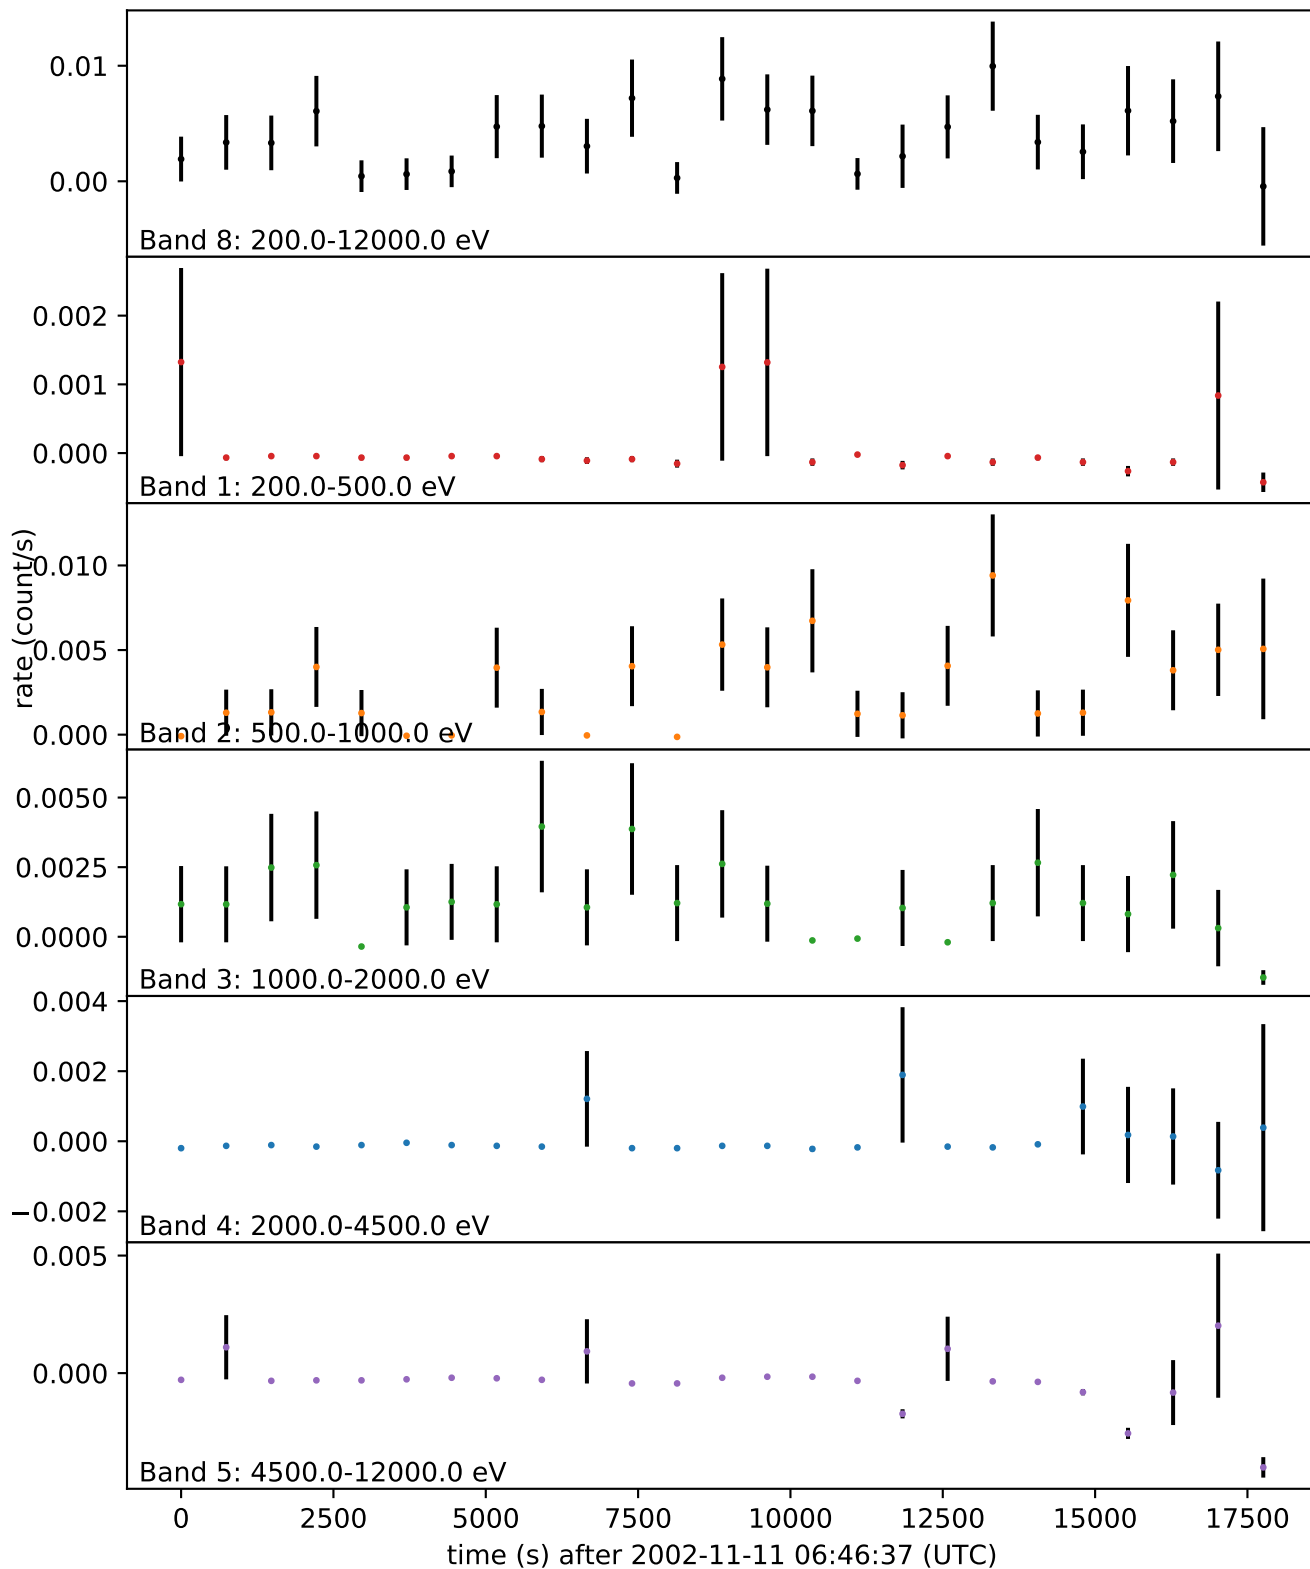 0.01
0.00
Band 8: 200.0-12000.0 eV
0.002
0.001
0.000
Band 1: 200.0-500.0 eV
rate (count/s)
0.010
0.005
0.000
Band 2: 500.0-1000.0 eV
0.0050
0.0025
0.0000
Band 3: 1000.0-2000.0 eV
0.004
0.002
0.000
−0.002
Band 4: 2000.0-4500.0 eV
0.005
0.000
Band 5: 4500.0-12000.0 eV
0 2500 5000 7500 10000 12500 15000 17500
time (s) after 2002-11-11 06:46:37 (UTC)